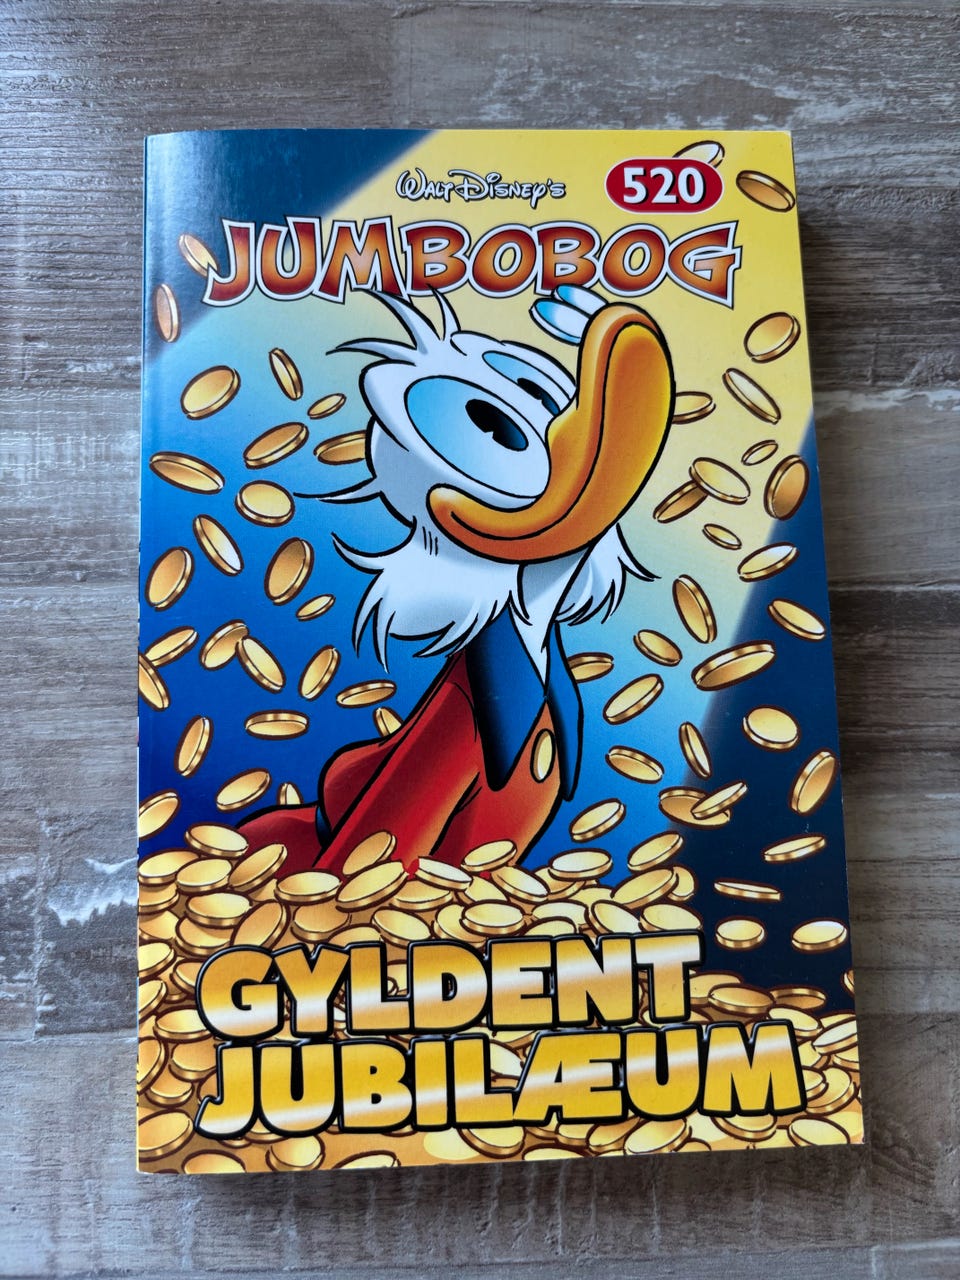 WALT DISNEY'S
520
JUMBOBOG
GYLDENT
JUBILÆUM